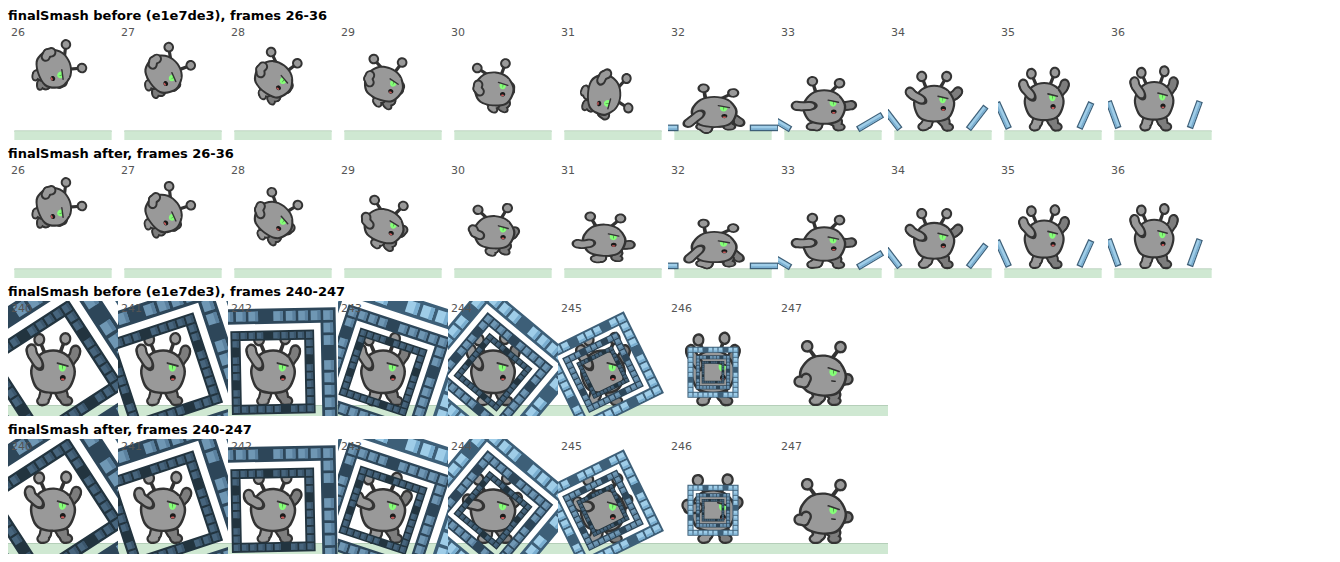 finalSmash before (e1e7de3), frames 26-36
26 27 28 29 30 31 32 33 34 35 36
finalSmash after, frames 26-36
26 27 28 29 30 31 32 33 34 35 36
finalSmash before (e1e7de3), frames 240-247
242 245 246 247
finalSmash after, frames 240-247
242 245 246 247